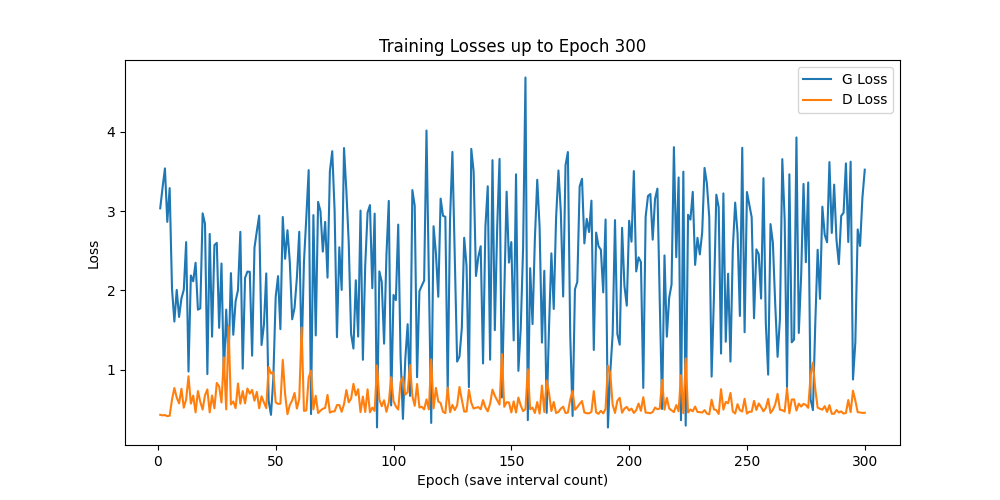 Training Losses up to Epoch 300
G Loss
D Loss
4
3
2
1
Loss
0 50 100 150 200 250 300
Epoch (save interval count)